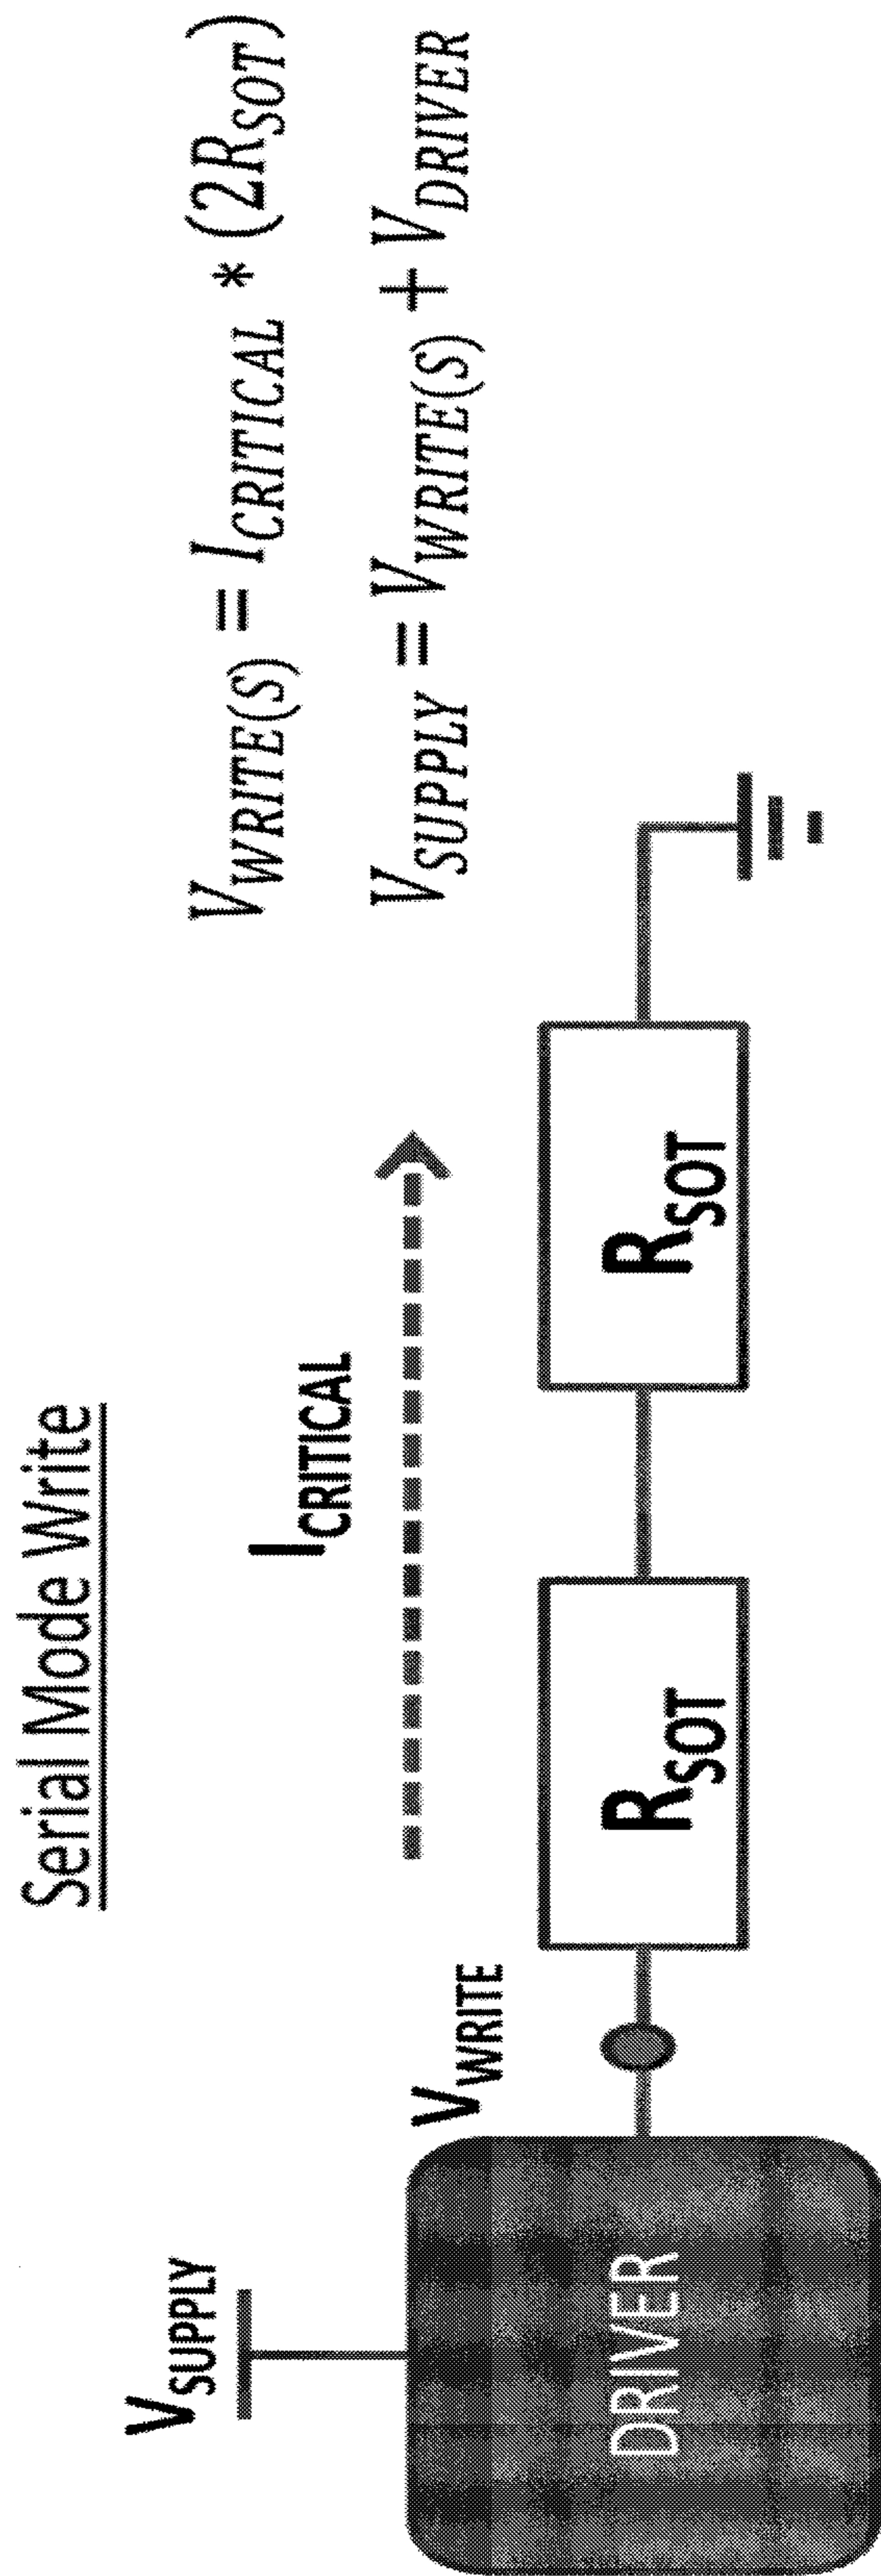 Serial Mode Write
V_SUPPLY
I_CRITICAL
V_WRITE(S) = I_CRITICAL * (2R_SOT)
V_SUPPLY = V_WRITE(S) + V_DRIVER
V_WRITE
DRIVER
R_SOT
R_SOT